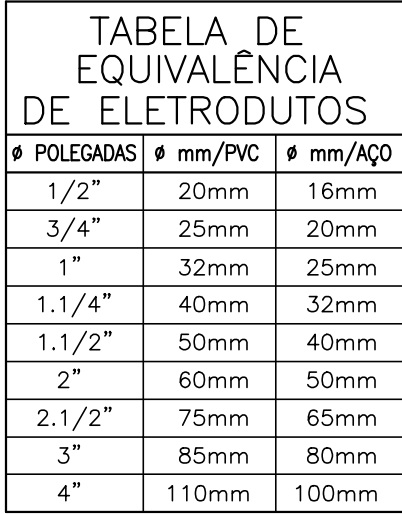 TABELA DE
EQUIVALÊNCIA
DE ELETRODUTOS
ø POLEGADAS ø mm/PVC ø mm/AÇO
1/2" 20mm 16mm
3/4" 25mm 20mm
1" 32mm 25mm
1.1/4" 40mm 32mm
1.1/2" 50mm 40mm
2" 60mm 50mm
2.1/2" 75mm 65mm
3" 85mm 80mm
4" 110mm 100mm